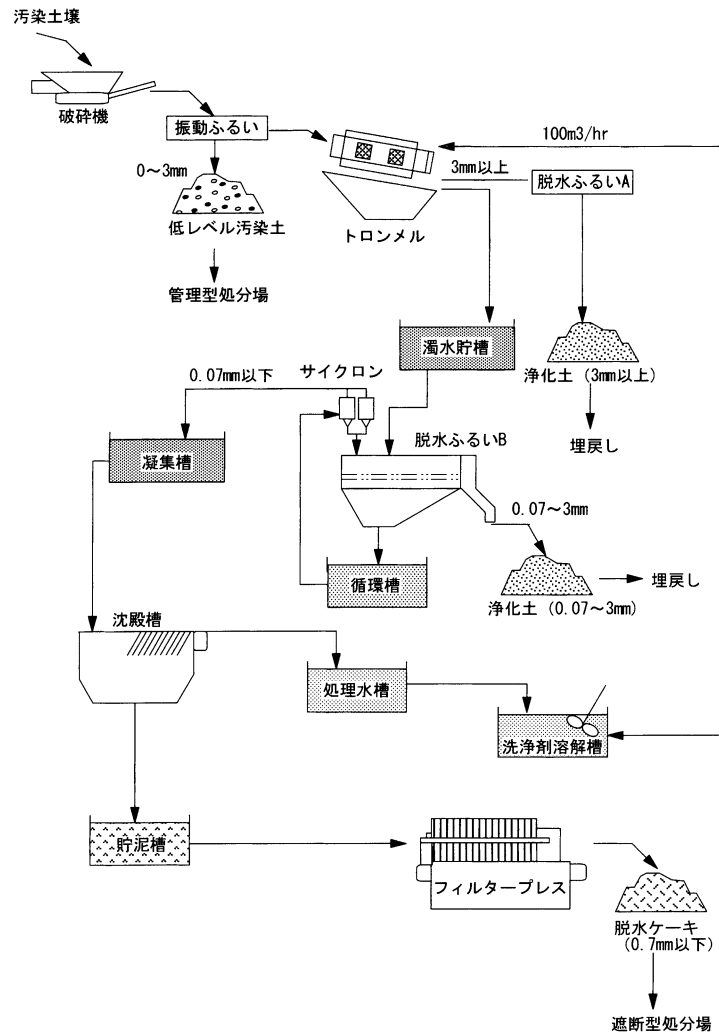 汚染土壌
破砕機
振動ふるい
100m3/hr
0～3mm
3mm以上
脱水ふるいA
低レベル汚染土
トロンメル
管理型処分場
濁水貯槽
サイクロン
0.07mm以下
浄化土 (3mm以上)
脱水ふるいB
埋戻し
凝集槽
0.07～3mm
循環槽
埋戻し
浄化土 (0.07～3mm)
沈殿槽
処理水槽
洗浄剤溶解槽
貯泥槽
フィルタープレス
脱水ケーキ
(0.7mm以下)
遮断型処分場